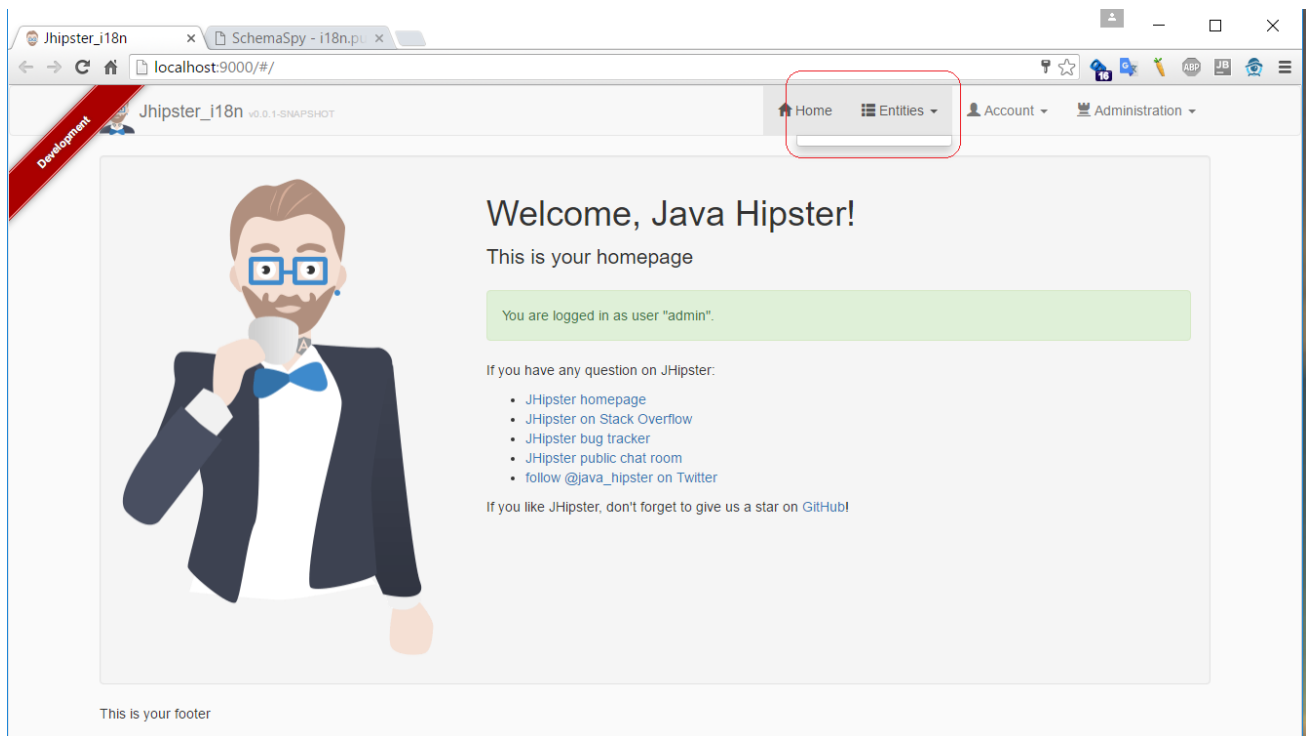 Jhipster_i18n
SchemaSpy - i18n.pu
localhost:9000/#/
16
ABP
JB
Development
Jhipster_i18n v0.0.1-SNAPSHOT
Home
Entities
Account
Administration
A
Welcome, Java Hipster!
This is your homepage
You are logged in as user "admin".
If you have any question on JHipster:
• JHipster homepage
• JHipster on Stack Overflow
• JHipster bug tracker
• JHipster public chat room
• follow @java_hipster on Twitter
If you like JHipster, don't forget to give us a star on GitHub!
This is your footer